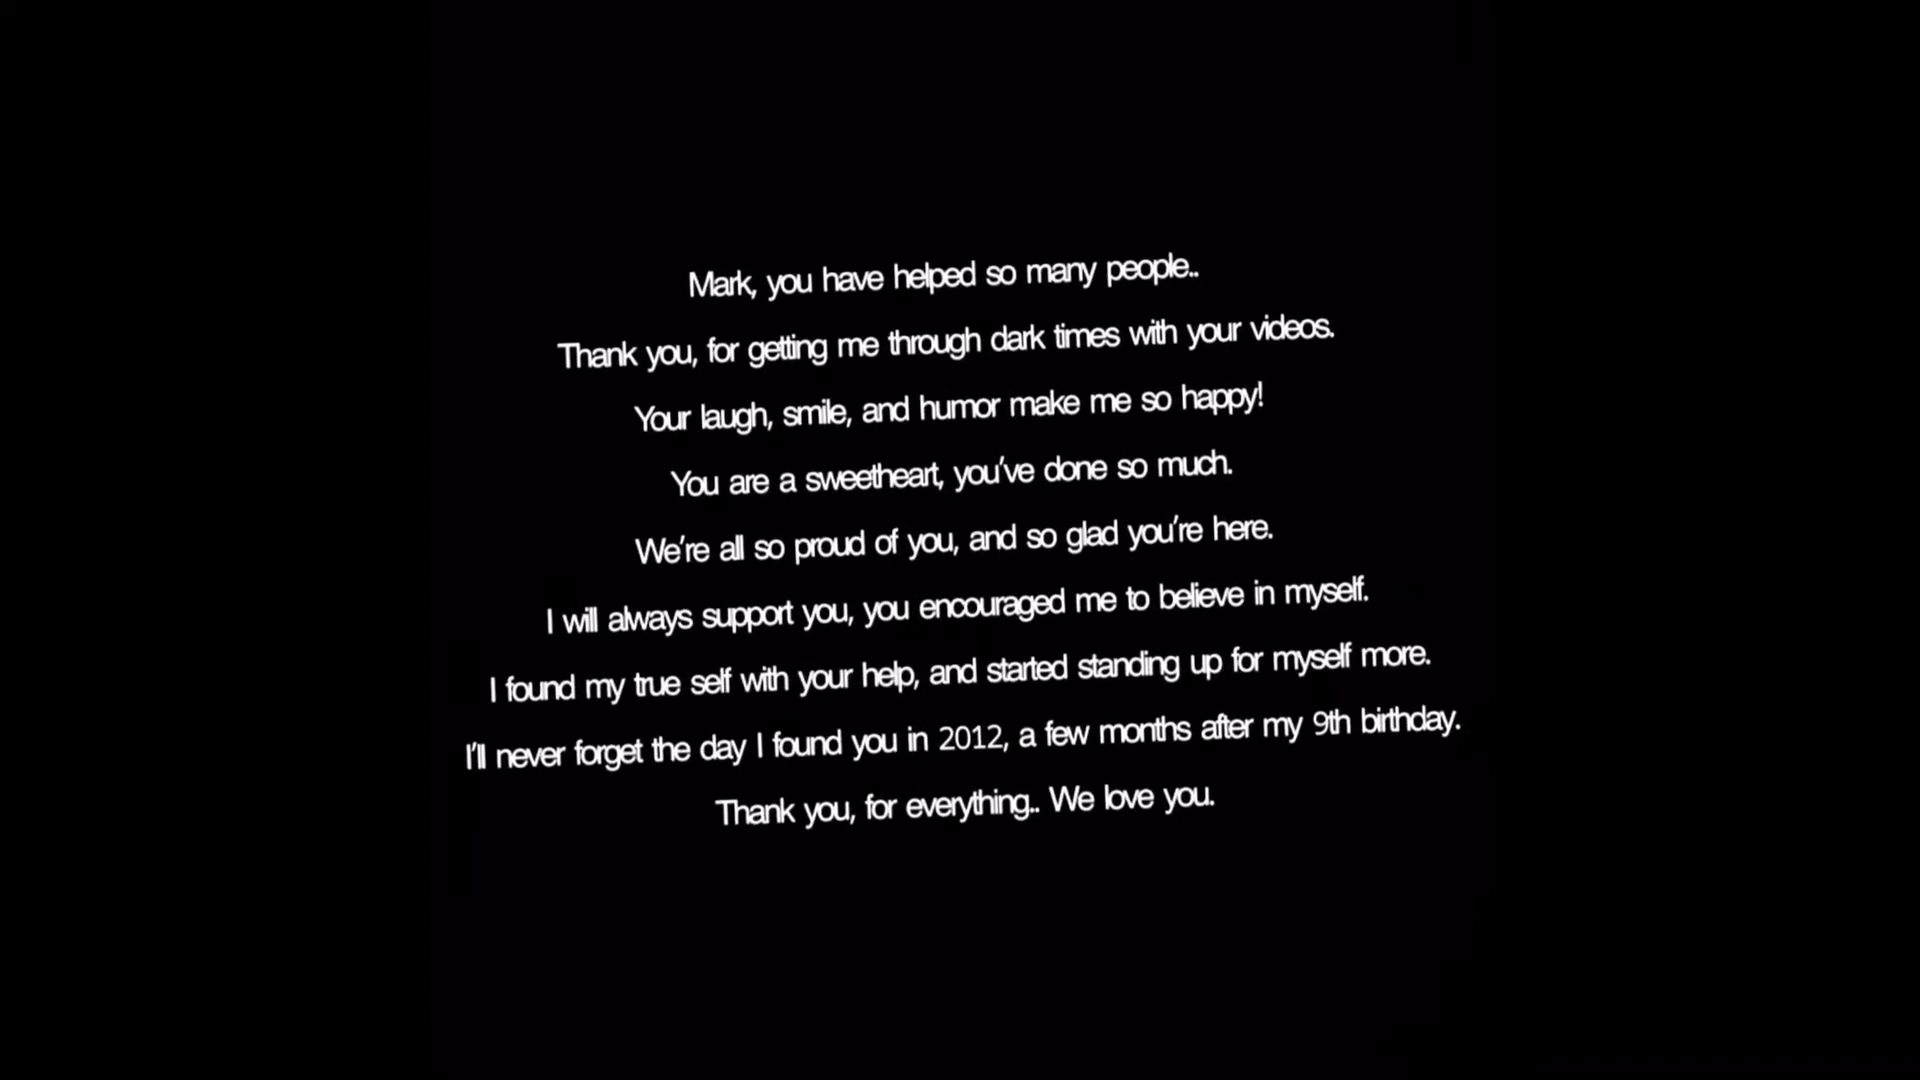 Mark, you have helped so many people..
Thank you, for getting me through dark times with your videos.
Your laugh, smile, and humor make me so happy!
You are a sweetheart, you've done so much.
We're all so proud of you, and so glad you're here.
I will always support you, you encouraged me to believe in myself.
I found my true self with your help, and started standing up for myself more.
I'll never forget the day I found you in 2012, a few months after my 9th birthday.
Thank you, for everything.. We love you.